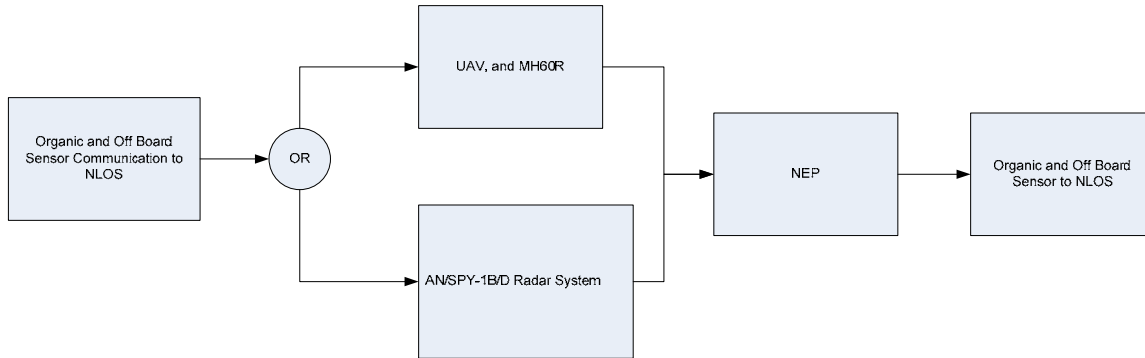 Organic and Off Board
Sensor Communication to
NLOS
OR
UAV, and MH60R
AN/SPY-1B/D Radar System
NEP
Organic and Off Board
Sensor to NLOS